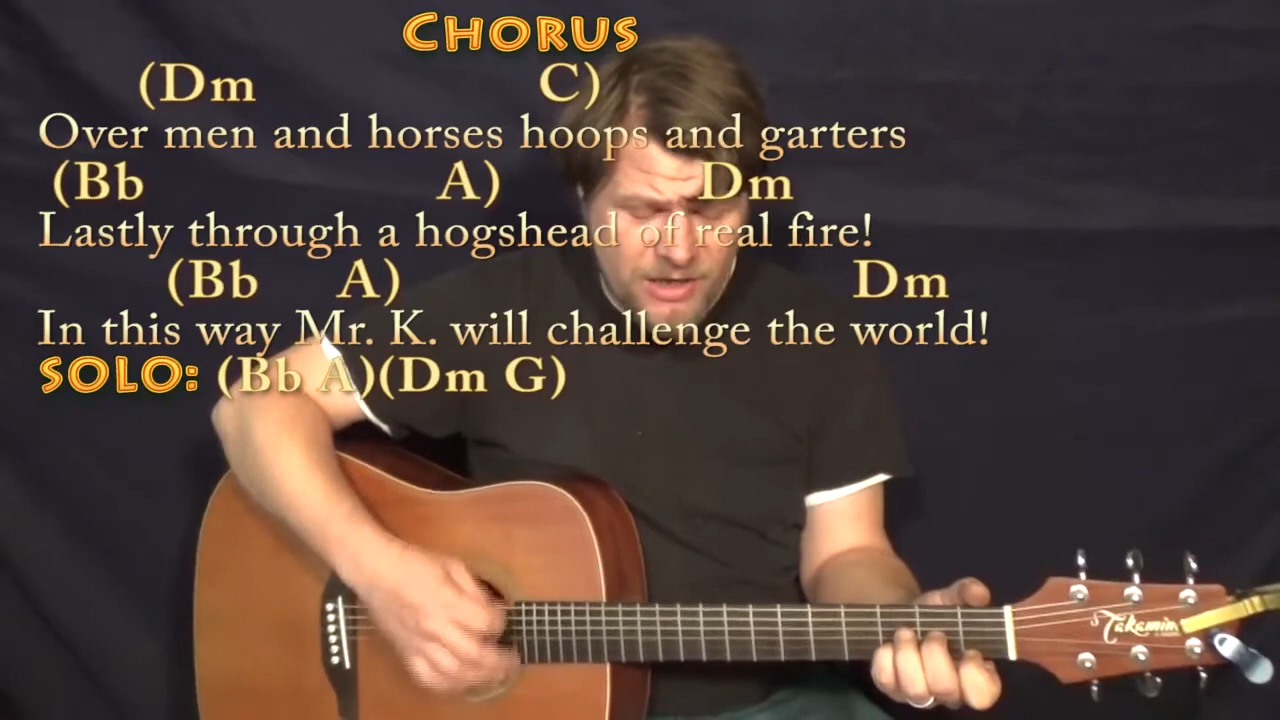 CHORUS
(Dm C)
Over men and horses hoops and garters
(Bb A) Dm
Lastly through a hogshead of real fire!
(Bb A) Dm
In this way Mr. K. will challenge the world!
SOLO: (Bb A)(Dm G)